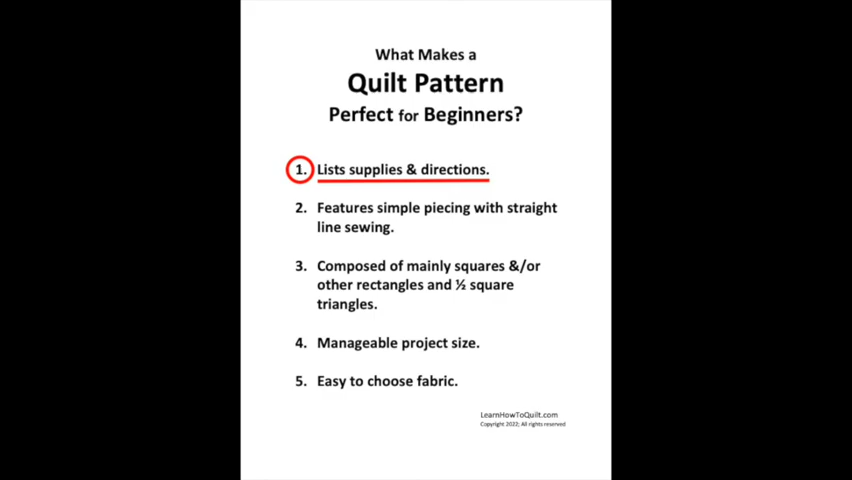 What Makes a
Quilt Pattern
Perfect for Beginners?
1. Lists supplies & directions.
2. Features simple piecing with straight
line sewing.
3. Composed of mainly squares &/or
other rectangles and ½ square
triangles.
4. Manageable project size.
5. Easy to choose fabric.
LearnHowToQuilt.com
Copyright 2022; All rights reserved